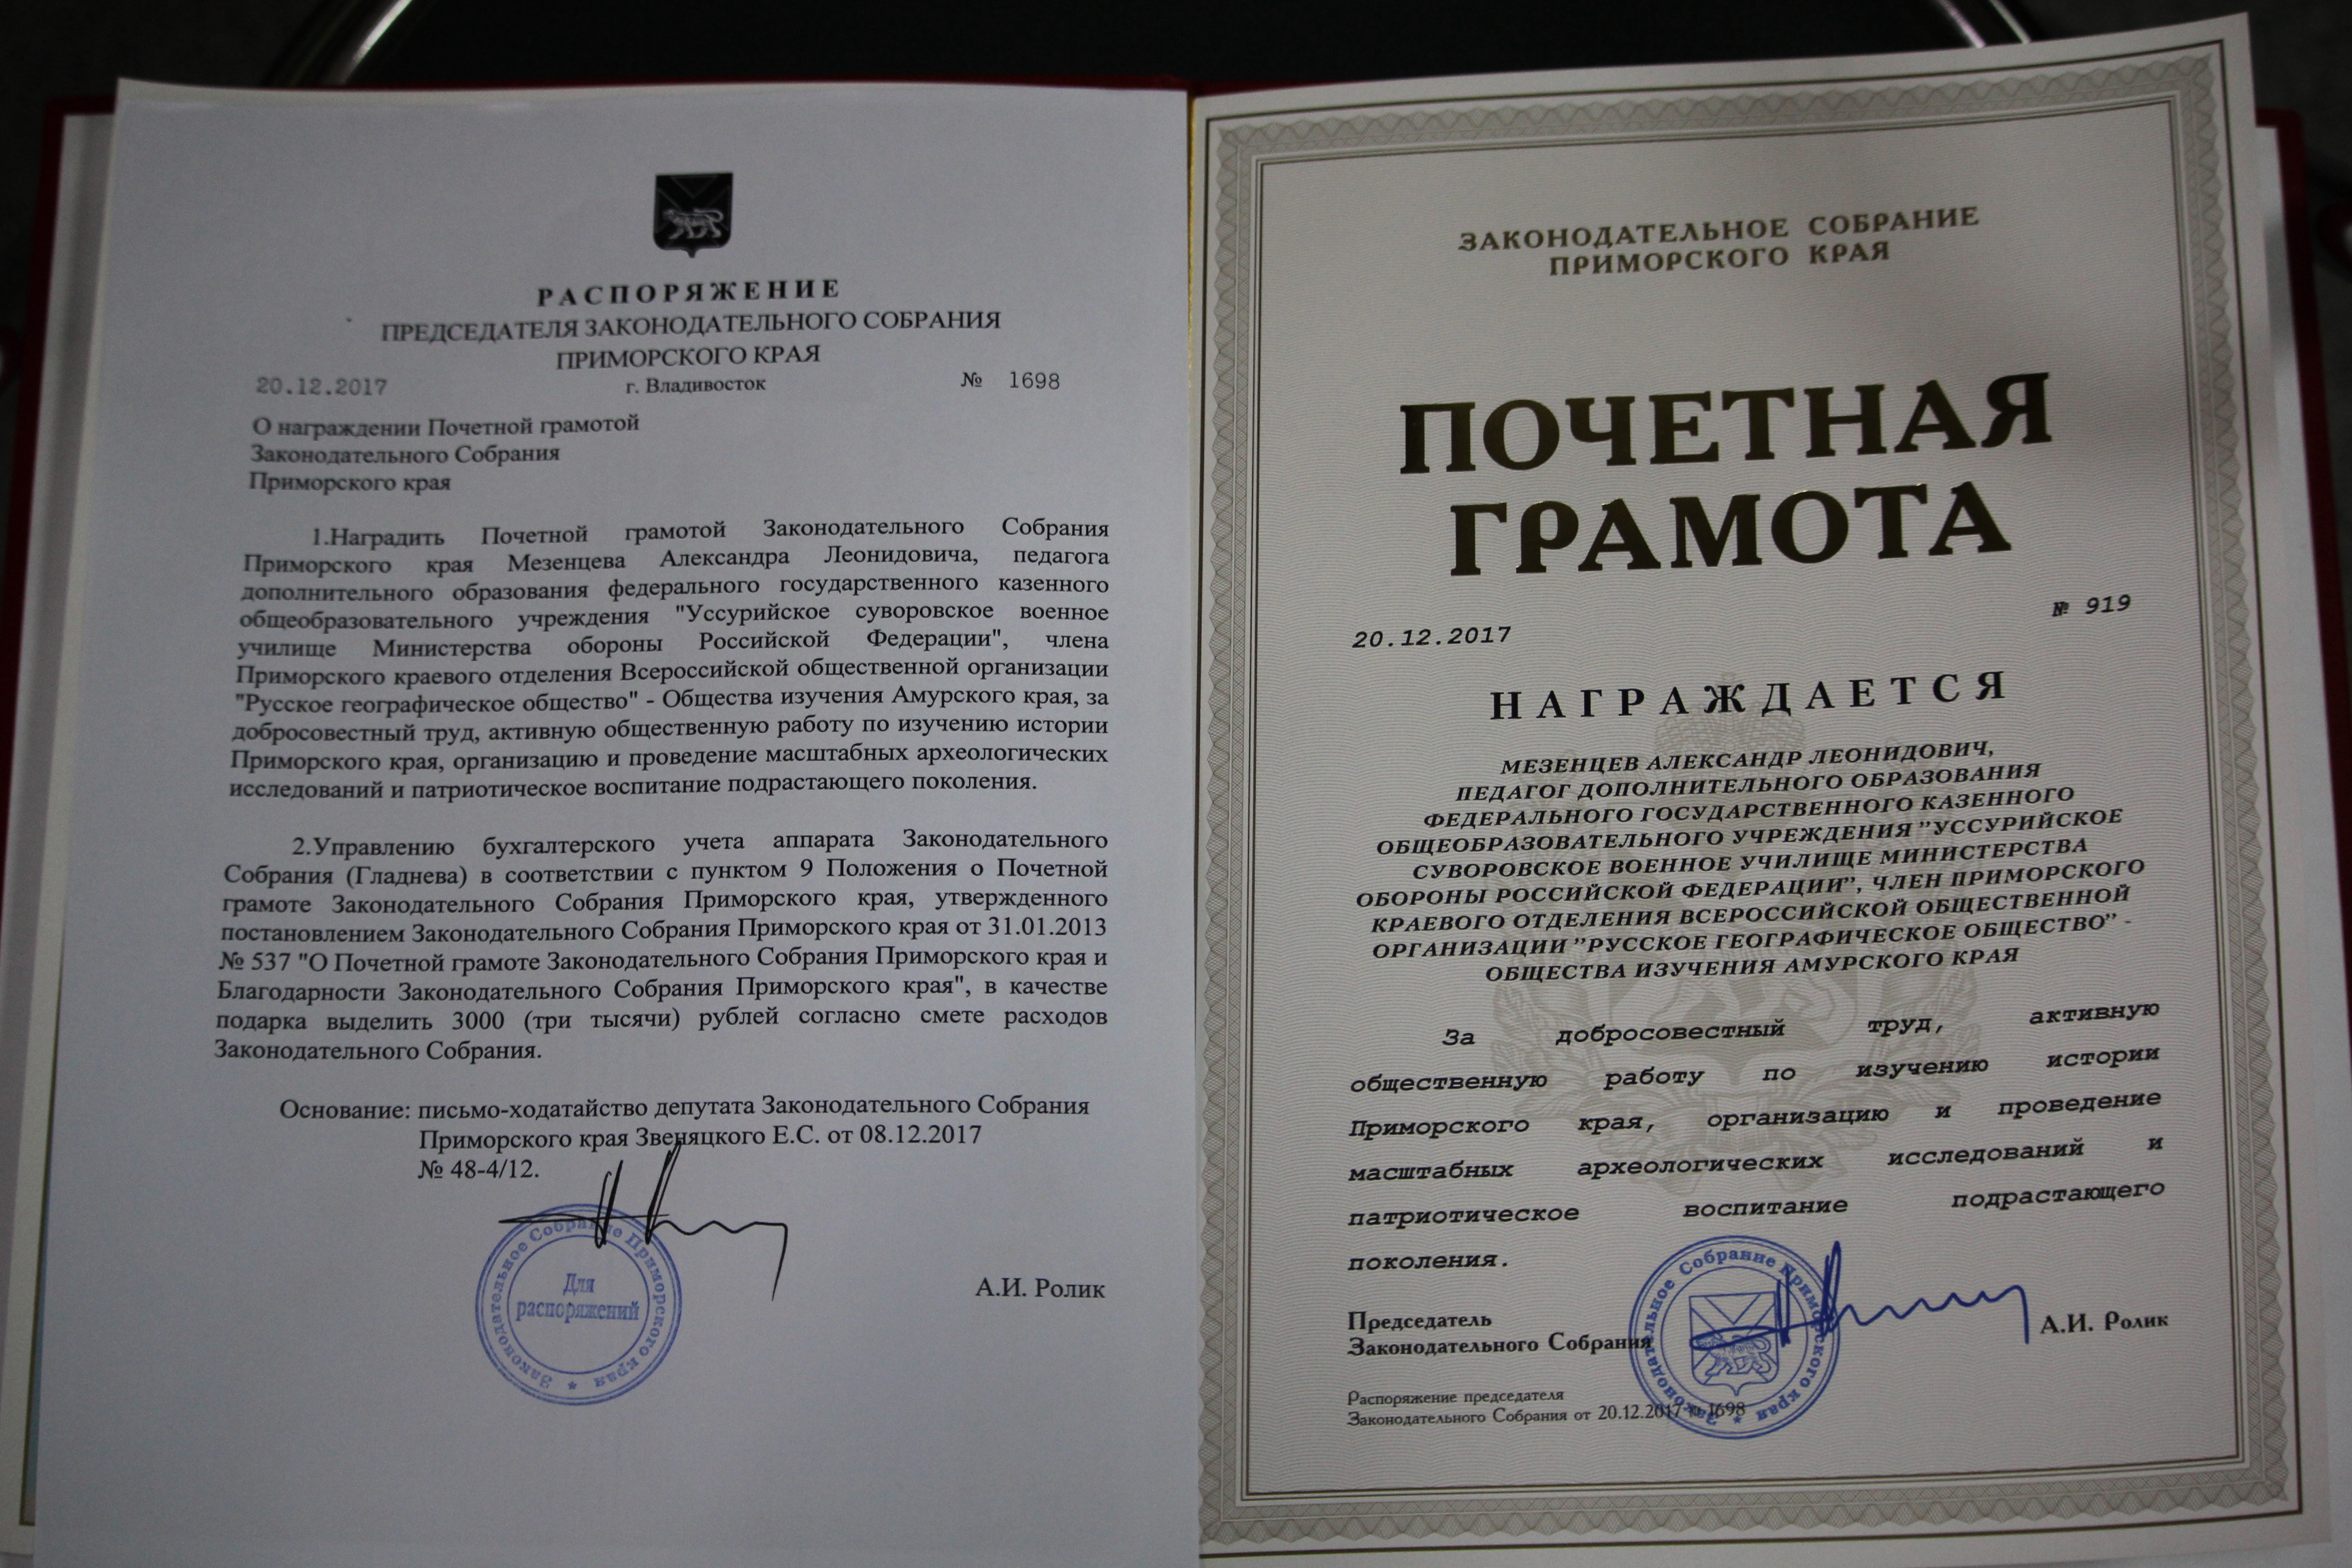 РАСПОРЯЖЕНИЕ
ПРЕДСЕДАТЕЛЯ ЗАКОНОДАТЕЛЬНОГО СОБРАНИЯ
ПРИМОРСКОГО КРАЯ
20.12.2017 г. Владивосток № 1698
О награждении Почетной грамотой
Законодательного Собрания
Приморского края
1.Наградить Почетной грамотой Законодательного Собрания
Приморского края Мезенцева Александра Леонидовича, педагога
дополнительного образования федерального государственного казенного
общеобразовательного учреждения "Уссурийское суворовское военное
училище Министерства обороны Российской Федерации", члена
Приморского краевого отделения Всероссийской общественной организации
"Русское географическое общество" - Общества изучения Амурского края, за
добросовестный труд, активную общественную работу по изучению истории
Приморского края, организацию и проведение масштабных археологических
исследований и патриотическое воспитание подрастающего поколения.
2.Управлению бухгалтерского учета аппарата Законодательного
Собрания (Гладнева) в соответствии с пунктом 9 Положения о Почетной
грамоте Законодательного Собрания Приморского края, утвержденного
постановлением Законодательного Собрания Приморского края от 31.01.2013
№ 537 "О Почетной грамоте Законодательного Собрания Приморского края и
Благодарности Законодательного Собрания Приморского края", в качестве
подарка выделить 3000 (три тысячи) рублей согласно смете расходов
Законодательного Собрания.
Основание: письмо-ходатайство депутата Законодательного Собрания
Приморского края Звеняцкого Е.С. от 08.12.2017
№ 48-4/12.
Законодательное Собрание Приморского края
Для
распоряжений
А.И. Ролик
ЗАКОНОДАТЕЛЬНОЕ СОБРАНИЕ
ПРИМОРСКОГО КРАЯ
ПОЧЕТНАЯ
ГРАМОТА
№ 919
20.12.2017
НАГРАЖДАЕТСЯ
МЕЗЕНЦЕВ АЛЕКСАНДР ЛЕОНИДОВИЧ,
ПЕДАГОГ ДОПОЛНИТЕЛЬНОГО ОБРАЗОВАНИЯ
ФЕДЕРАЛЬНОГО ГОСУДАРСТВЕННОГО КАЗЕННОГО
ОБЩЕОБРАЗОВАТЕЛЬНОГО УЧРЕЖДЕНИЯ "УССУРИЙСКОЕ
СУВОРОВСКОЕ ВОЕННОЕ УЧИЛИЩЕ МИНИСТЕРСТВА
ОБОРОНЫ РОССИЙСКОЙ ФЕДЕРАЦИИ", ЧЛЕН ПРИМОРСКОГО
КРАЕВОГО ОТДЕЛЕНИЯ ВСЕРОССИЙСКОЙ ОБЩЕСТВЕННОЙ
ОРГАНИЗАЦИИ "РУССКОЕ ГЕОГРАФИЧЕСКОЕ ОБЩЕСТВО" -
ОБЩЕСТВА ИЗУЧЕНИЯ АМУРСКОГО КРАЯ
За добросовестный труд, активную
общественную работу по изучению истории
Приморского края, организацию и проведение
масштабных археологических исследований и
патриотическое воспитание подрастающего
поколения.
Председатель
Законодательного Собрания
Законодательное Собрание Приморского края
А.И. Ролик
Распоряжение председателя
Законодательного Собрания от 20.12.2017 № 1698